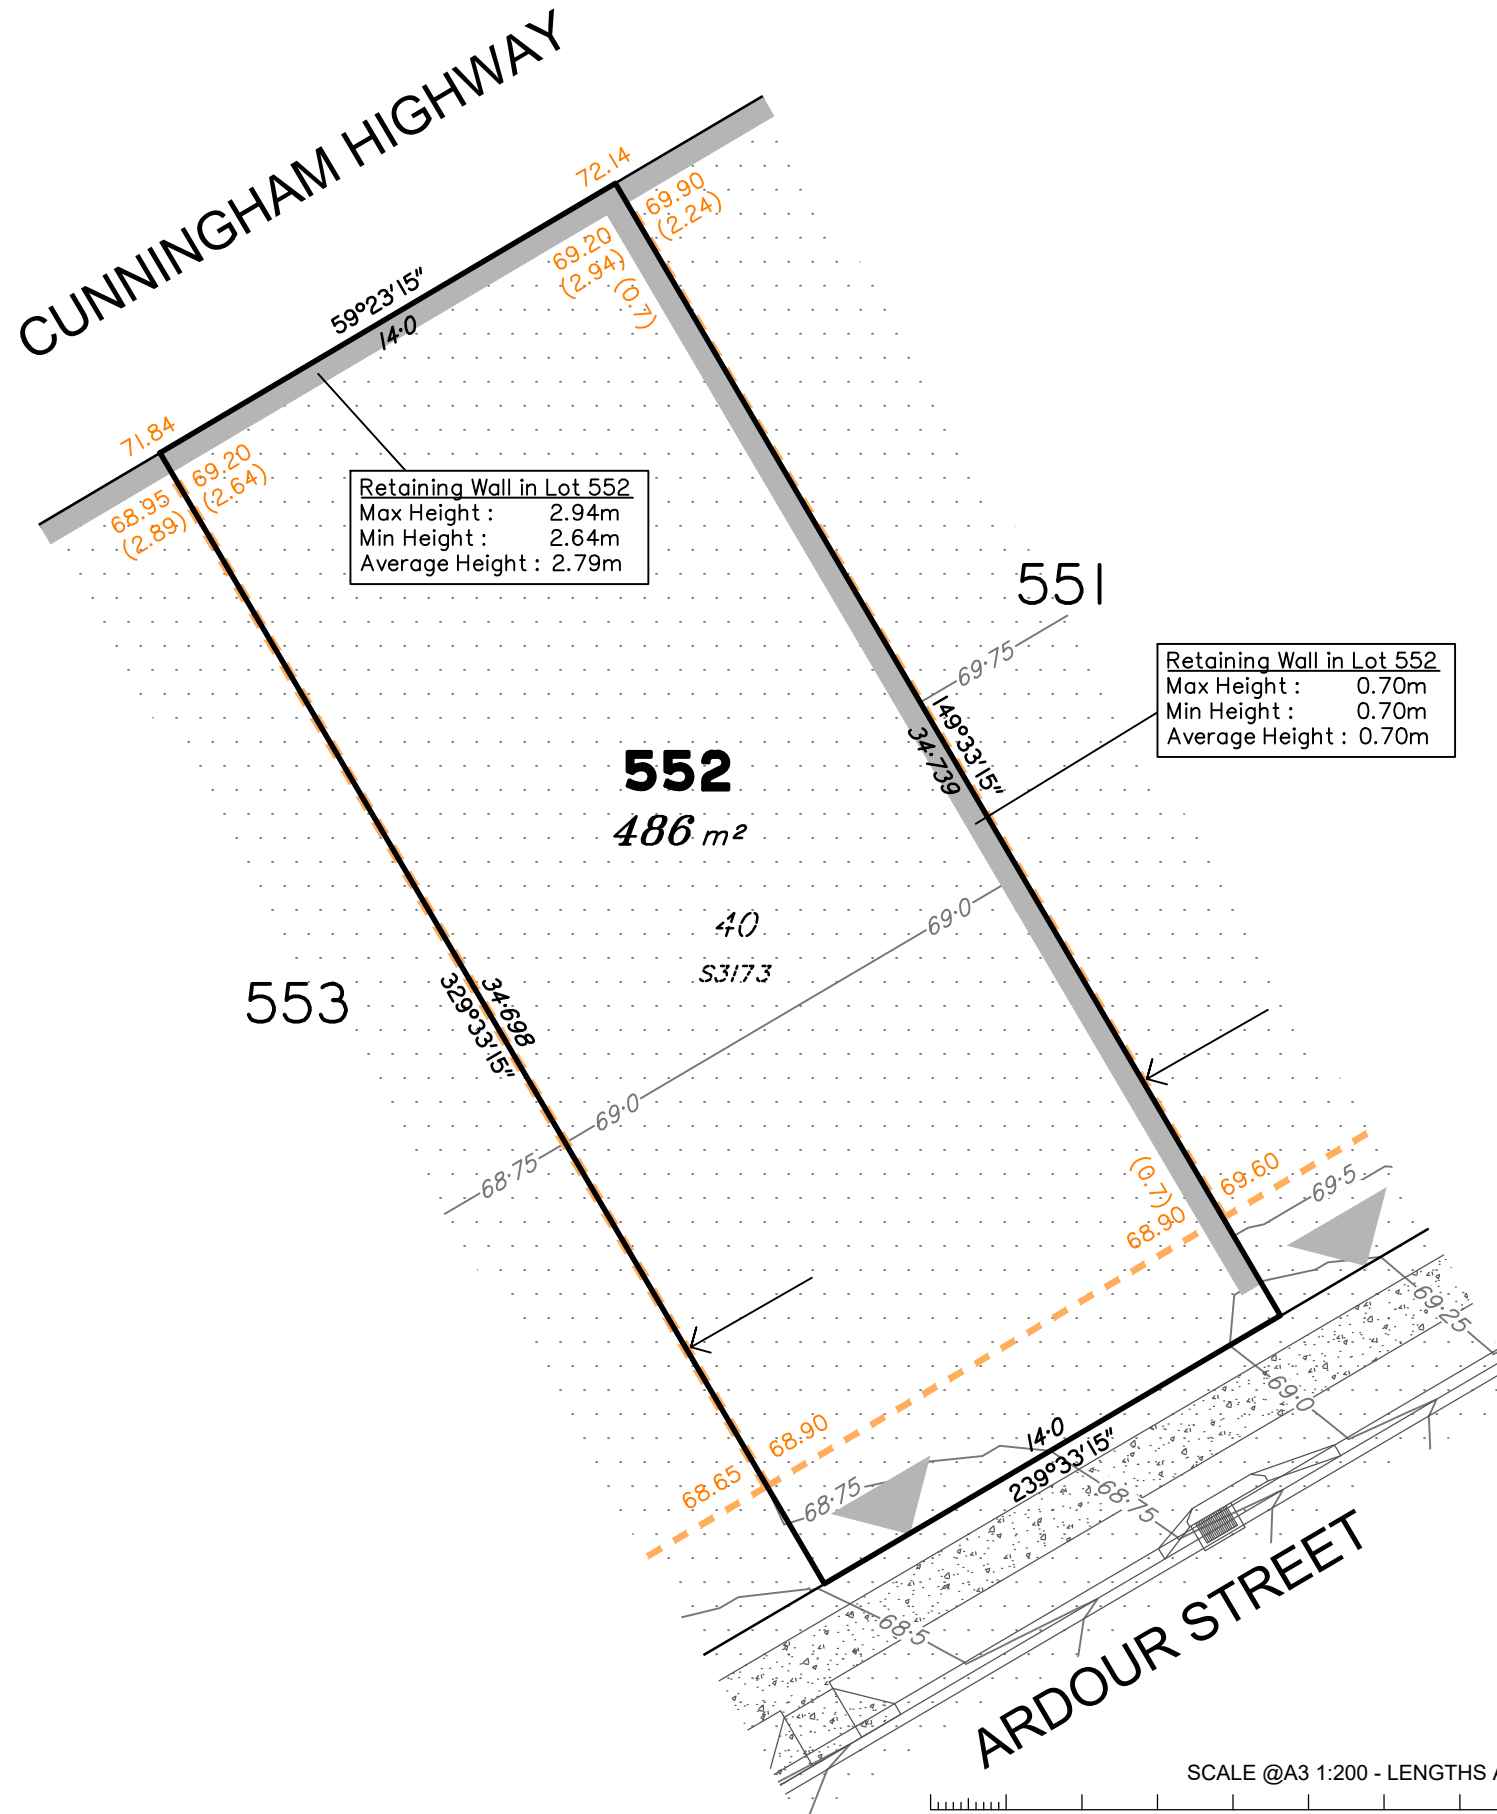 CUNNINGHAM HIGHWAY
72.14
69.90
(2.24)
69.20
(2.94)
(0.7)
59°23'15"
14·0
71.84
69.20
(2.64)
68.95
(2.89)
Retaining Wall in Lot 552
Max Height : 2.94m
Min Height : 2.64m
Average Height : 2.79m
551
69·75
Retaining Wall in Lot 552
Max Height : 0.70m
Min Height : 0.70m
Average Height : 0.70m
149°33'15"
34·739
552
486 m²
40
S3173
69·0
553
34·698
329°33'15"
69·0
68·75
(0.7)
69.60
68.90
69·5
69·25
69·0
68.90
68.65
68·75
14·0
239°33'15"
68·75
68·5
ARDOUR STREET
SCALE @A3 1:200 - LENGTHS